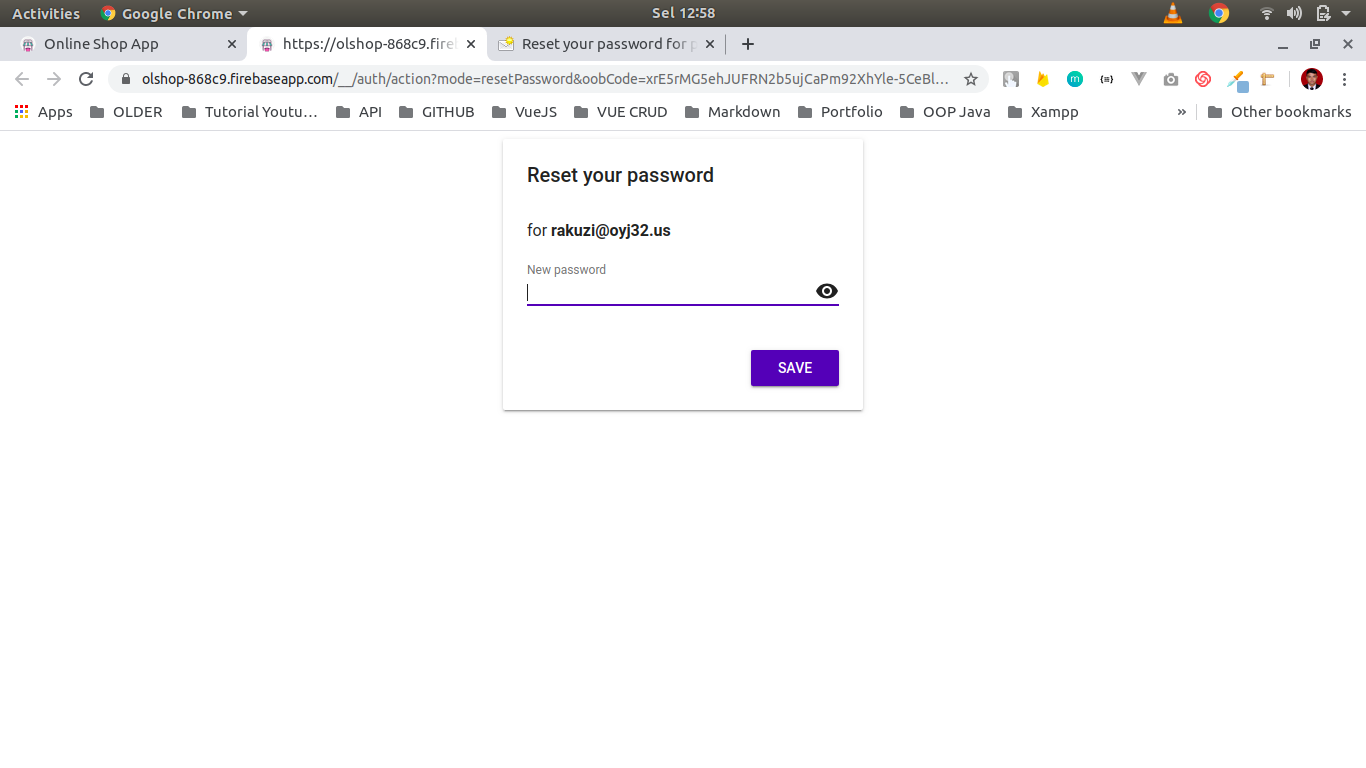 Activities Google Chrome Sel 12:58
Online Shop App https://olshop-868c9.firel Reset your password for p
olshop-868c9.firebaseapp.com/__/auth/action?mode=resetPassword&oobCode=xrE5rMG5ehJUFRN2b5ujCaPm92XhYle-5CeBl...
Apps OLDER Tutorial Youtu... API GITHUB VueJS VUE CRUD Markdown Portfolio OOP Java Xampp » Other bookmarks
Reset your password
for rakuzi@oyj32.us
New password
SAVE